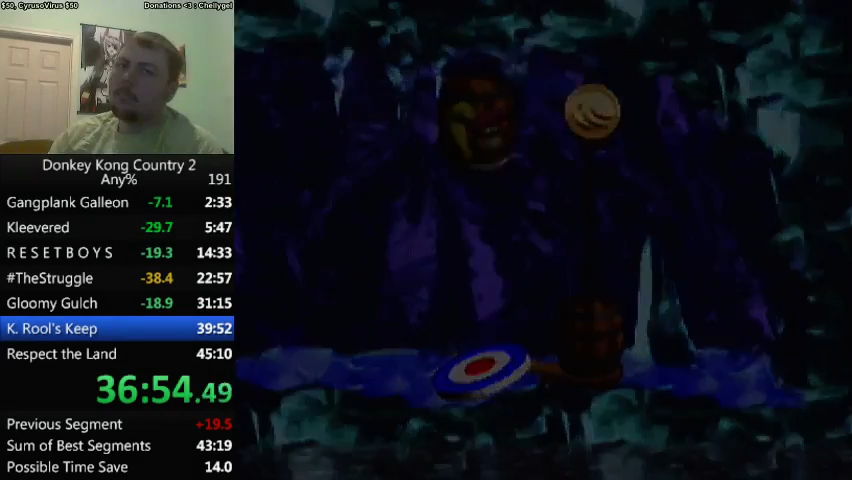 $50, CyrusoVirus $50
Donations <3 : Chellygel
Donkey Kong Country 2
Any% 191
Gangplank Galleon -7.1 2:33
Kleevered -29.7 5:47
R E S E T B O Y S -19.3 14:33
#TheStruggle -38.4 22:57
Gloomy Gulch -18.9 31:15
K. Rool's Keep 39:52
Respect the Land 45:10
36:54.49
Previous Segment +19.5
Sum of Best Segments 43:19
Possible Time Save 14.0